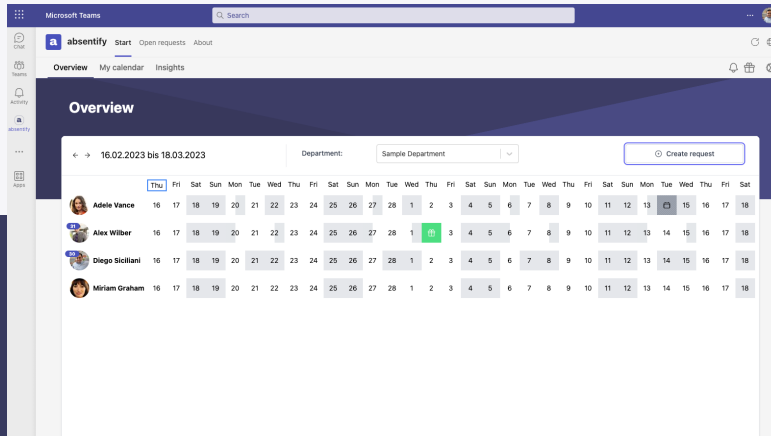 Microsoft Teams
Search
Chat
Teams
Activity
absentify
Apps
a absentify Start Open requests About
Overview My calendar Insights
Overview
16.02.2023 bis 18.03.2023 Department: Sample Department Create request
Thu Fri Sat Sun Mon Tue Wed Thu Fri Sat Sun Mon Tue Wed Thu Fri Sat Sun Mon Tue Wed Thu Fri Sat Sun Mon Tue Wed Thu Fri Sat
Adele Vance 16 17 18 19 20 21 22 23 24 25 26 27 28 1 2 3 4 5 6 7 8 9 10 11 12 13 15 16 17 18
31
Alex Wilber 16 17 18 19 20 21 22 23 24 25 26 27 28 1 3 4 5 6 7 8 9 10 11 12 13 14 15 16 17 18
30
Diego Siciliani 16 17 18 19 20 21 22 23 24 25 26 27 28 1 2 3 4 5 6 7 8 9 10 11 12 13 14 15 16 17 18
Miriam Graham 16 17 18 19 20 21 22 23 24 25 26 27 28 1 2 3 4 5 6 7 8 9 10 11 12 13 14 15 16 17 18